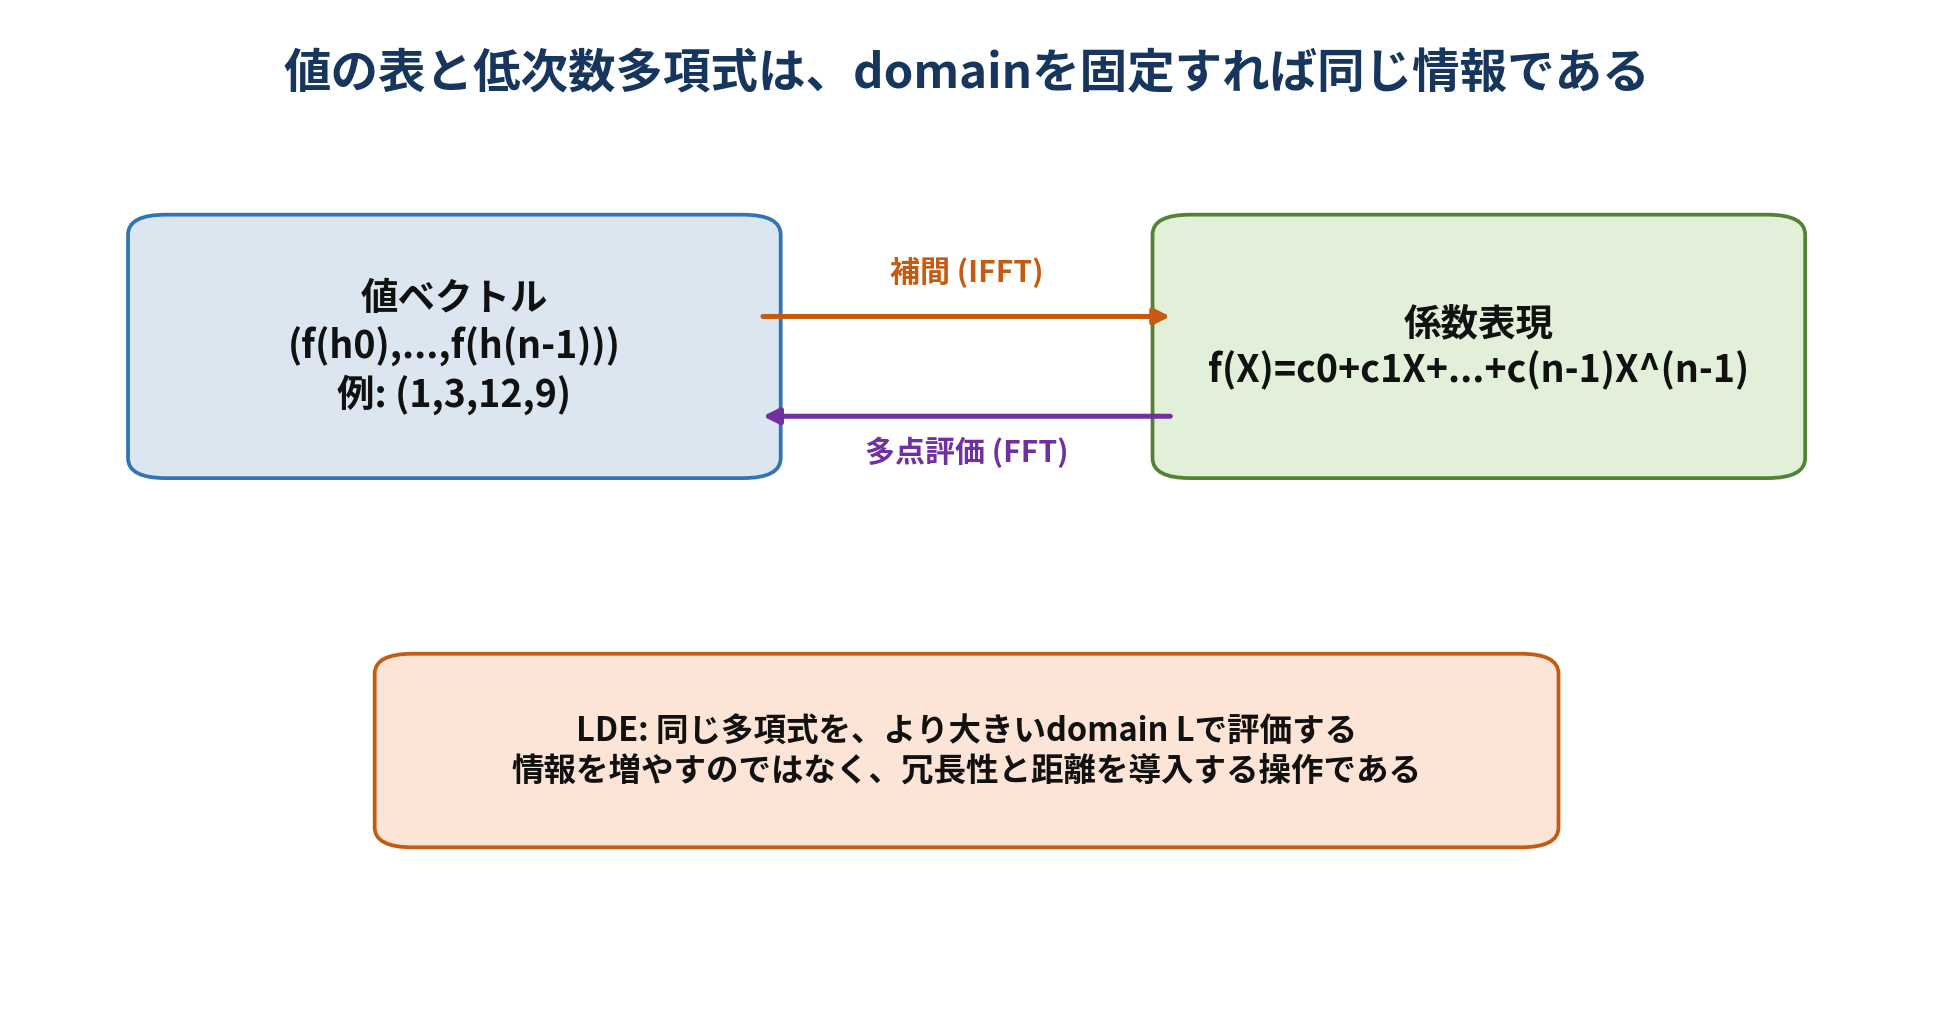 値の表と低次数多項式は、domainを固定すれば同じ情報である
値ベクトル
(f(h0),...,f(h(n-1)))
例: (1,3,12,9)
補間 (IFFT)
多点評価 (FFT)
係数表現
f(X)=c0+c1X+...+c(n-1)X^(n-1)
LDE: 同じ多項式を、より大きいdomain Lで評価する
情報を増やすのではなく、冗長性と距離を導入する操作である